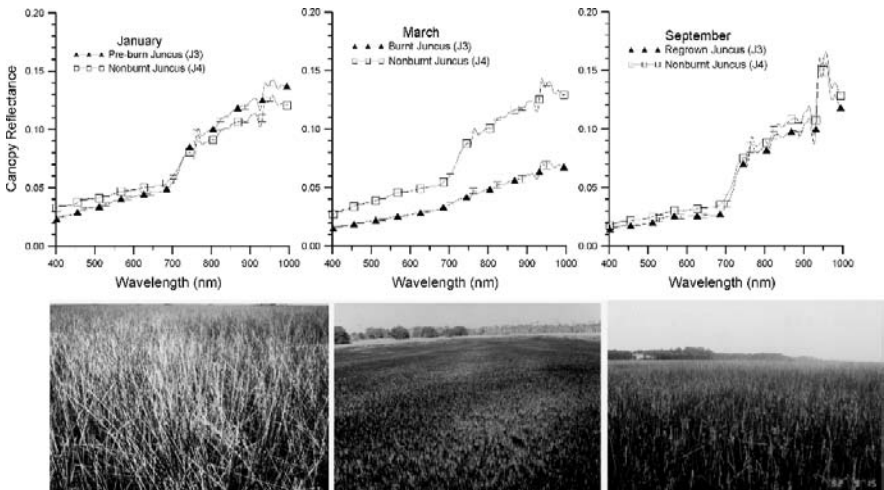 Canopy Reflectance
0.20
0.15
0.10
0.05
0.00
January
Pre-burn Juncus (J3)
Nonburnt Juncus (J4)
400 500 600 700 800 900 1000
Wavelength (nm)
0.20
0.15
0.10
0.05
0.00
March
Burnt Juncus (J3)
Nonburnt Juncus (J4)
400 500 600 700 800 900 1000
Wavelength (nm)
0.20
0.15
0.10
0.05
0.00
September
Regrown Juncus (J3)
Nonburnt Juncus (J4)
400 500 600 700 800 900 1000
Wavelength (nm)